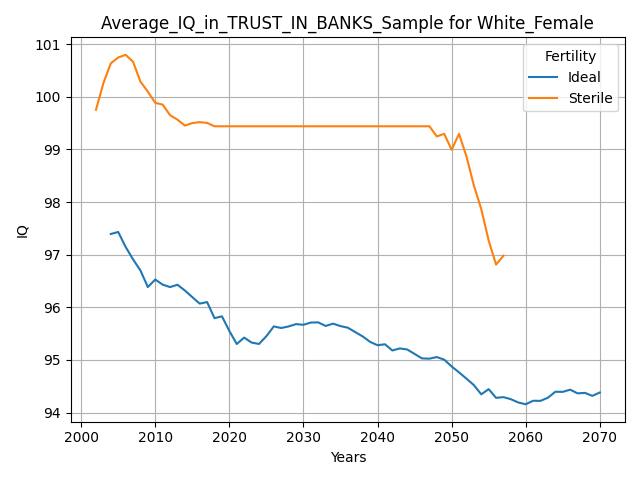 Average_IQ_in_TRUST_IN_BANKS_Sample for White_Female
Fertility
Ideal
Sterile
101
100
99
98
97
96
95
94
IQ
2000 2010 2020 2030 2040 2050 2060 2070
Years